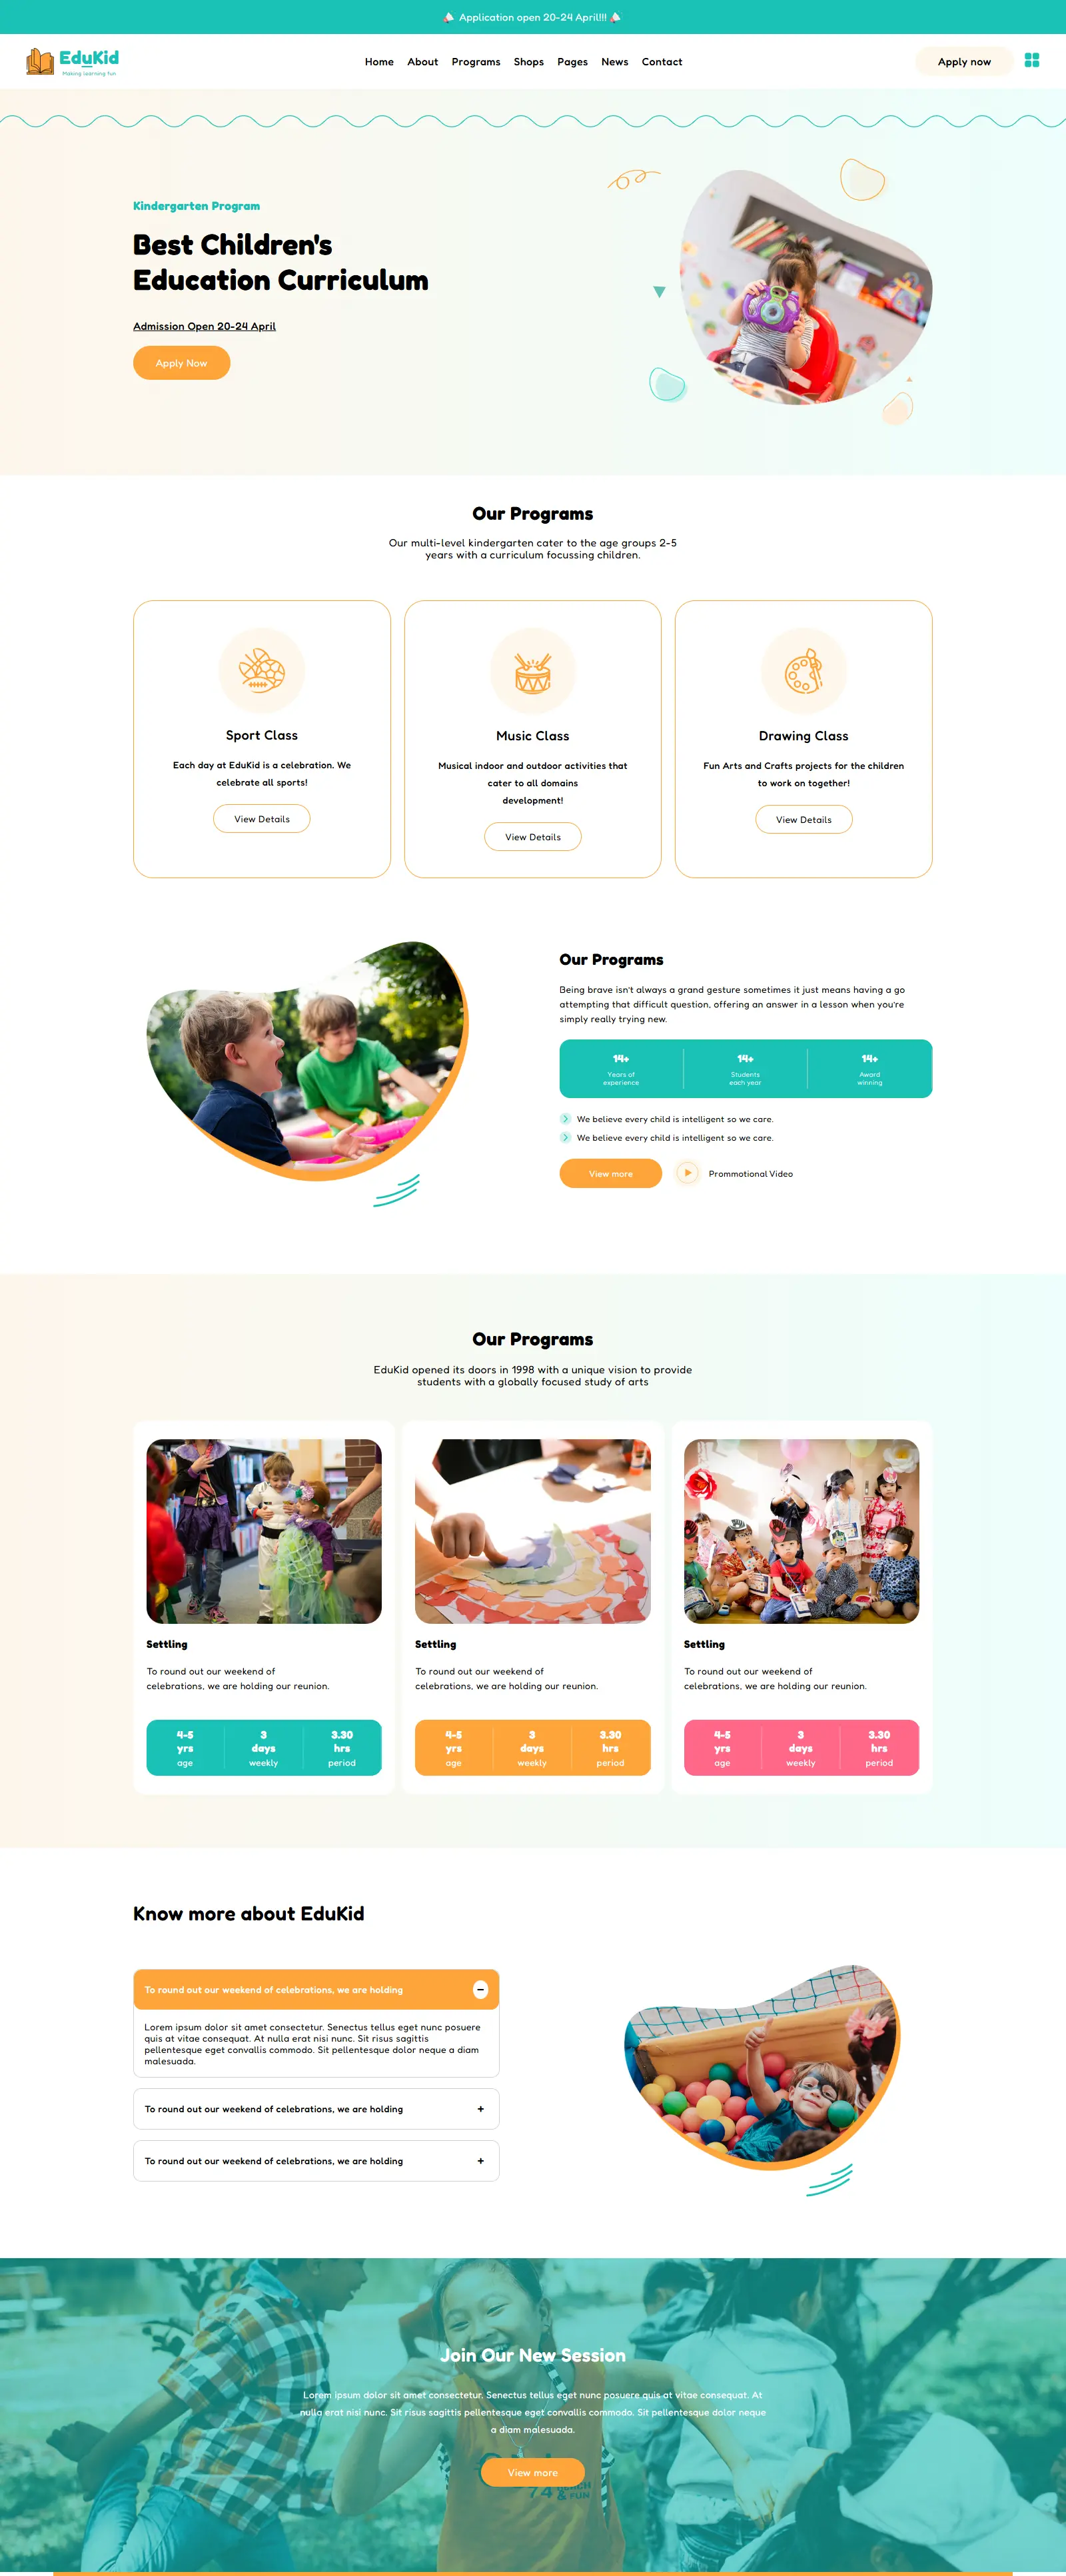 Application open 20-24 April!!!
EduKid
Making learning fun
Home About Programs Shops Pages News Contact
Apply now
Kindergarten Program
Best Children's
Education Curriculum
Admission Open 20-24 April
Apply Now
Our Programs
Our multi-level kindergarten cater to the age groups 2-5
years with a curriculum focussing children.
Sport Class
Each day at EduKid is a celebration. We
celebrate all sports!
View Details
Music Class
Musical indoor and outdoor activities that
cater to all domains
development!
View Details
Drawing Class
Fun Arts and Crafts projects for the children
to work on together!
View Details
Our Programs
Being brave isn't always a grand gesture sometimes it just means having a go
attempting that difficult question, offering an answer in a lesson when you're
simply really trying new.
14+
Years of
experience
14+
Students
each year
14+
Award
winning
We believe every child is intelligent so we care.
We believe every child is intelligent so we care.
View more
Prommotional Video
Our Programs
EduKid opened its doors in 1998 with a unique vision to provide
students with a globally focused study of arts
Settling
To round out our weekend of
celebrations, we are holding our reunion.
4-5
yrs
age
3
days
weekly
3.30
hrs
period
Settling
To round out our weekend of
celebrations, we are holding our reunion.
4-5
yrs
age
3
days
weekly
3.30
hrs
period
Settling
To round out our weekend of
celebrations, we are holding our reunion.
4-5
yrs
age
3
days
weekly
3.30
hrs
period
Know more about EduKid
To round out our weekend of celebrations, we are holding
Lorem ipsum dolor sit amet consectetur. Senectus tellus eget nunc posuere
quis at vitae consequat. At nulla erat nisi nunc. Sit risus sagittis
pellentesque eget convallis commodo. Sit pellentesque dolor neque a diam
malesuada.
To round out our weekend of celebrations, we are holding
To round out our weekend of celebrations, we are holding
Join Our New Session
Lorem ipsum dolor sit amet consectetur. Senectus tellus eget nunc posuere quis at vitae consequat. At
nulla erat nisi nunc. Sit risus sagittis pellentesque eget convallis commodo. Sit pellentesque dolor neque
a diam malesuada.
View more
74 & FUN